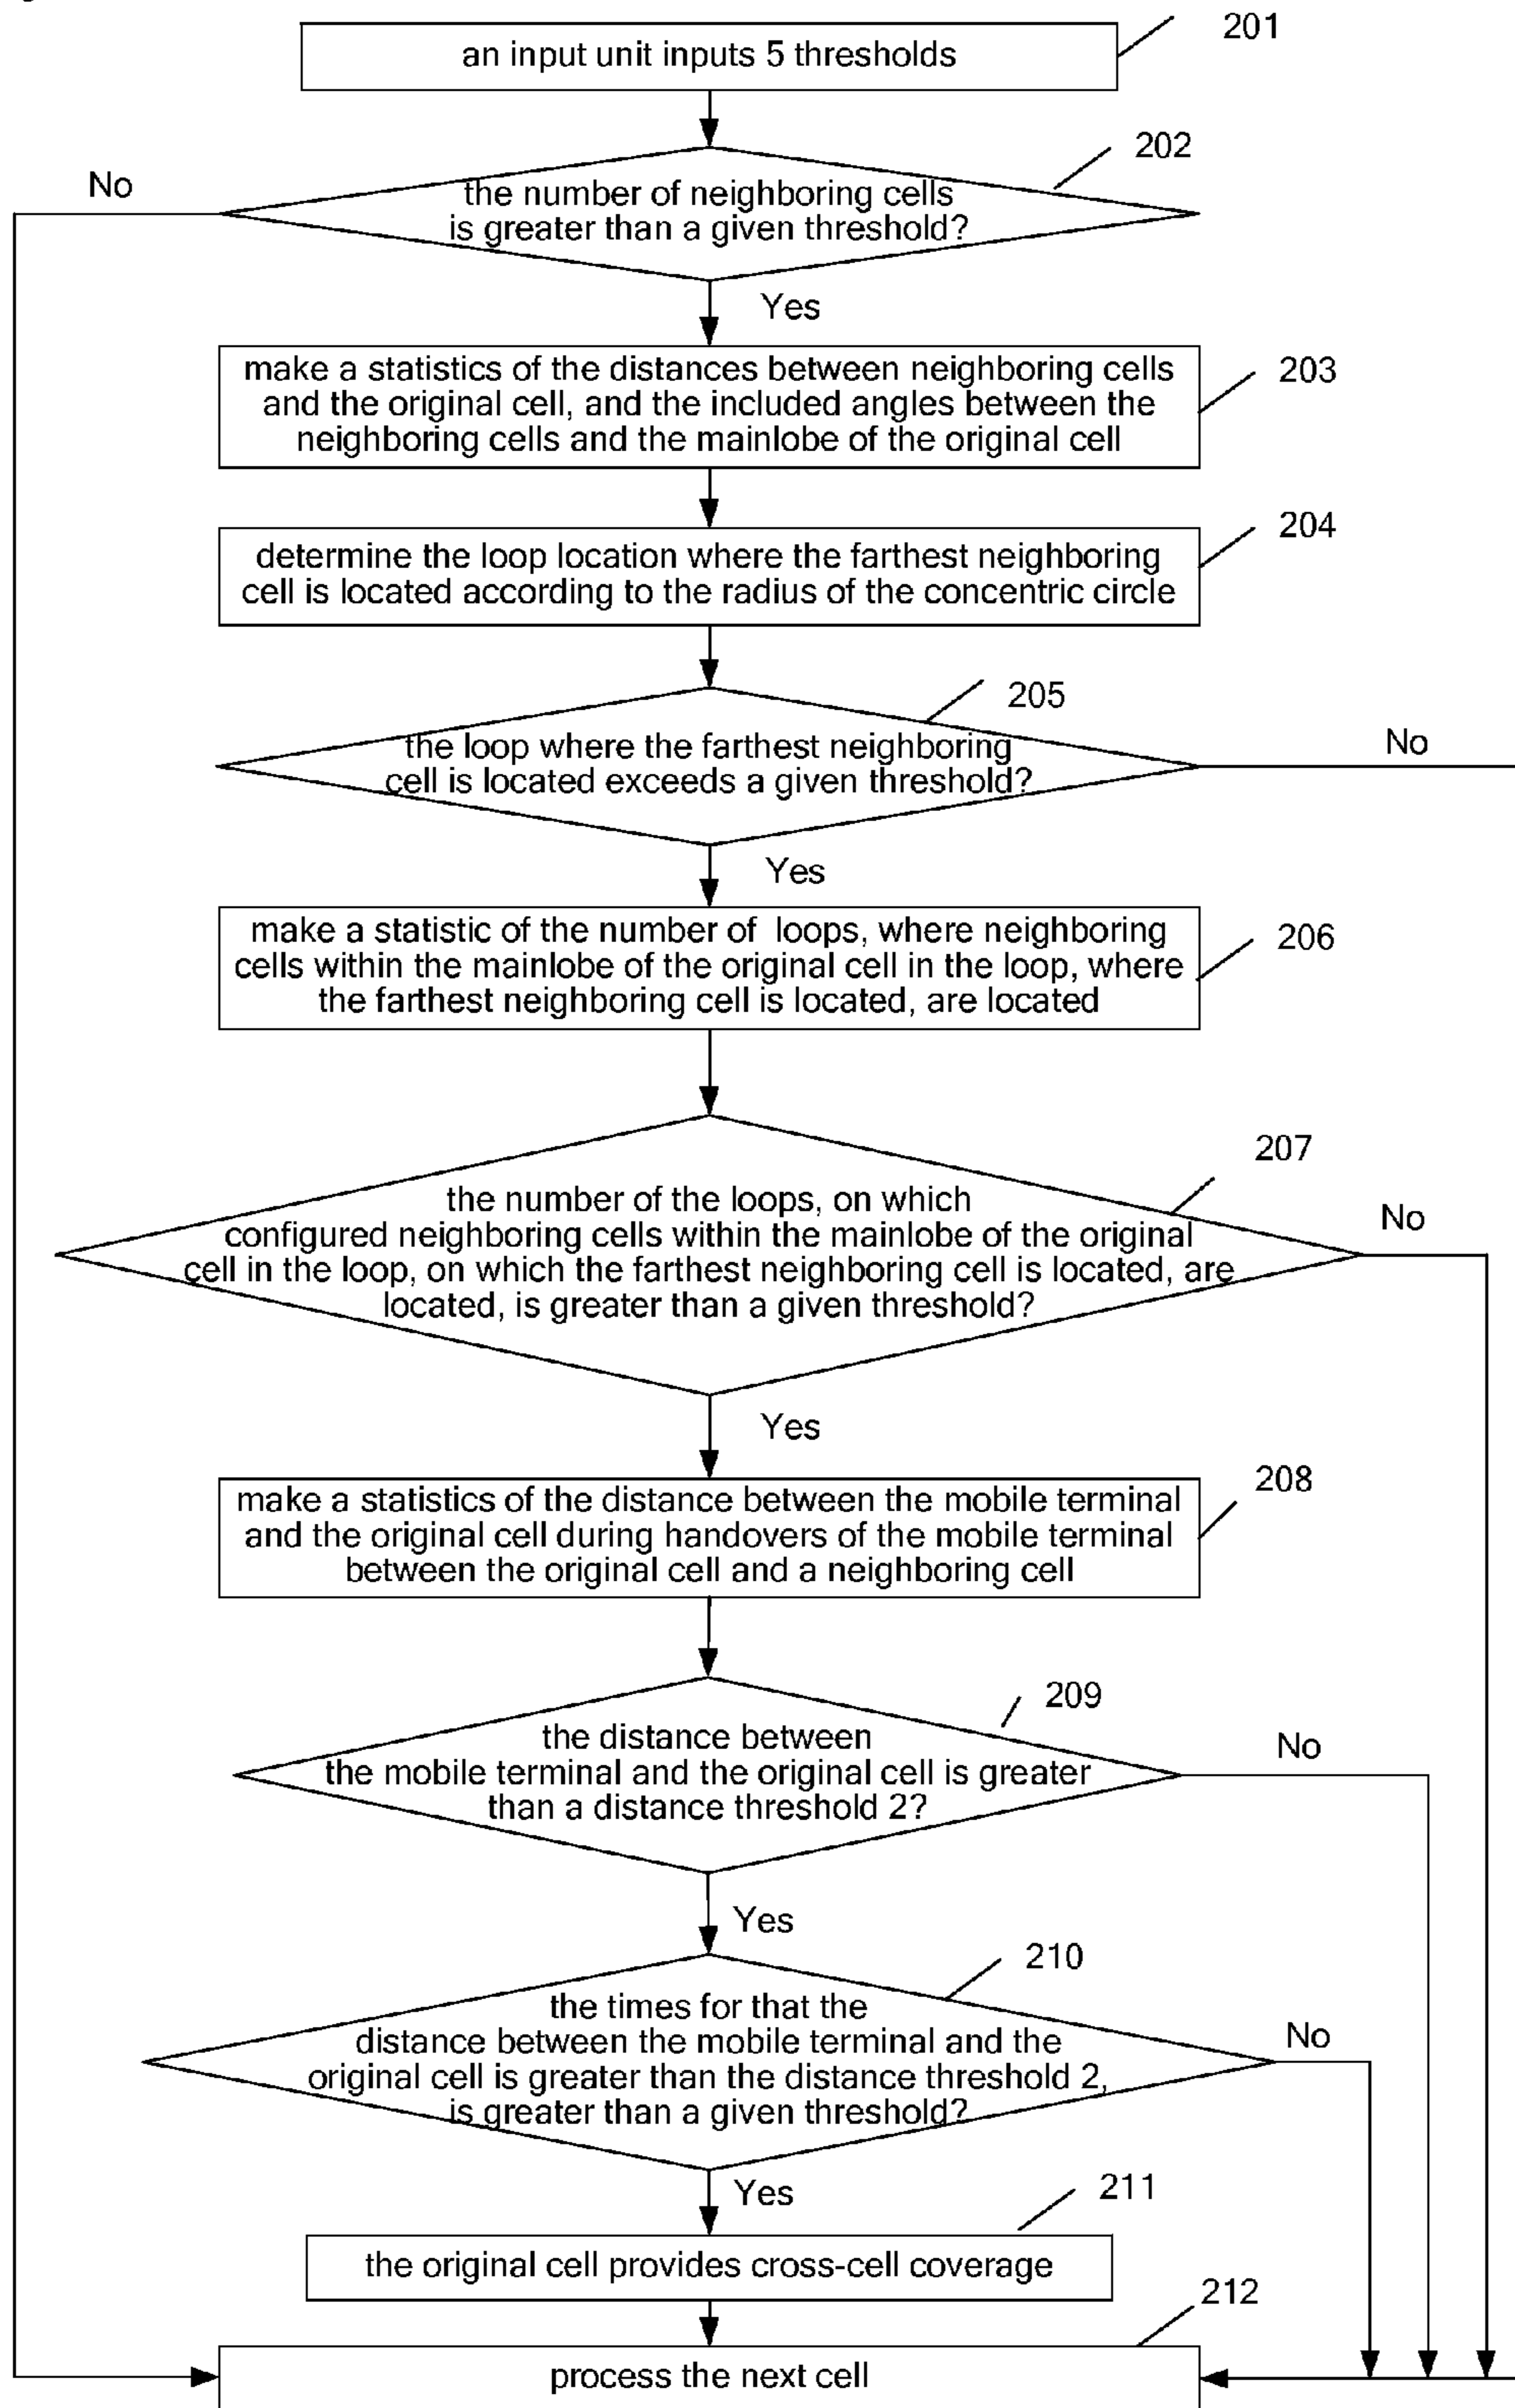 an input unit inputs 5 thresholds
201
202
No
the number of neighboring cells
is greater than a given threshold?
Yes
make a statistics of the distances between neighboring cells
and the original cell, and the included angles between the
neighboring cells and the mainlobe of the original cell
203
determine the loop location where the farthest neighboring
cell is located according to the radius of the concentric circle
204
205
the loop where the farthest neighboring
cell is located exceeds a given threshold?
No
Yes
make a statistic of the number of loops, where neighboring
cells within the mainlobe of the original cell in the loop, where
the farthest neighboring cell is located, are located
206
207
the number of the loops, on which
configured neighboring cells within the mainlobe of the original
cell in the loop, on which the farthest neighboring cell is located, are
located, is greater than a given threshold?
No
Yes
make a statistics of the distance between the mobile terminal
and the original cell during handovers of the mobile terminal
between the original cell and a neighboring cell
208
209
the distance between
the mobile terminal and the original cell is greater
than a distance threshold 2?
No
Yes
210
the times for that the
distance between the mobile terminal and the
original cell is greater than the distance threshold 2,
is greater than a given threshold?
No
Yes
211
the original cell provides cross-cell coverage
212
process the next cell